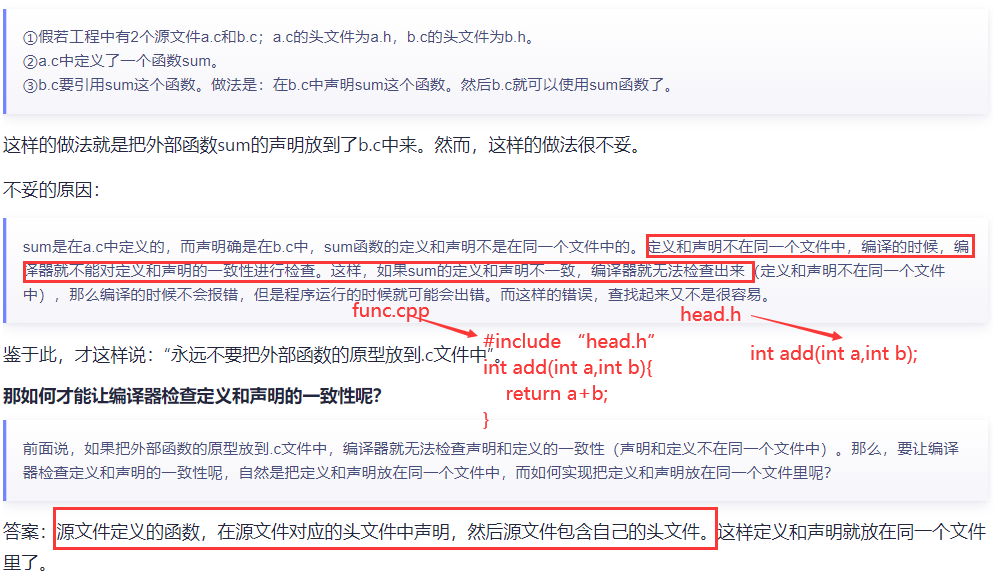 ①假若工程中有2个源文件a.c和b.c；a.c的头文件为a.h，b.c的头文件为b.h。
②a.c中定义了一个函数sum。
③b.c要引用sum这个函数。做法是：在b.c中声明sum这个函数。然后b.c就可以使用sum函数了。
这样的做法就是把外部函数sum的声明放到了b.c中来。然而，这样的做法很不妥。
不妥的原因：
sum是在a.c中定义的，而声明确是在b.c中，sum函数的定义和声明不是在同一个文件中的。定义和声明不在同一个文件中，编译的时候，编
译器就不能对定义和声明的一致性进行检查。这样，如果sum的定义和声明不一致，编译器就无法检查出来（定义和声明不在同一个文件
中），那么编译的时候不会报错，但是程序运行的时候就可能会出错。而这样的错误，查找起来又不是很容易。
func.cpp
head.h
#include “head.h”
int add(int a,int b){
return a+b;
}
int add(int a,int b);
鉴于此，才这样说：“永远不要把外部函数的原型放到.c文件中”。
那如何才能让编译器检查定义和声明的一致性呢？
前面说，如果把外部函数的原型放到.c文件中，编译器就无法检查声明和定义的一致性（声明和定义不在同一个文件中）。那么，要让编译
器检查定义和声明的一致性呢，自然是把定义和声明放在同一个文件中，而如何实现把定义和声明放在同一个文件里呢？
答案：源文件定义的函数，在源文件对应的头文件中声明，然后源文件包含自己的头文件。这样定义和声明就放在同一个文件
里了。